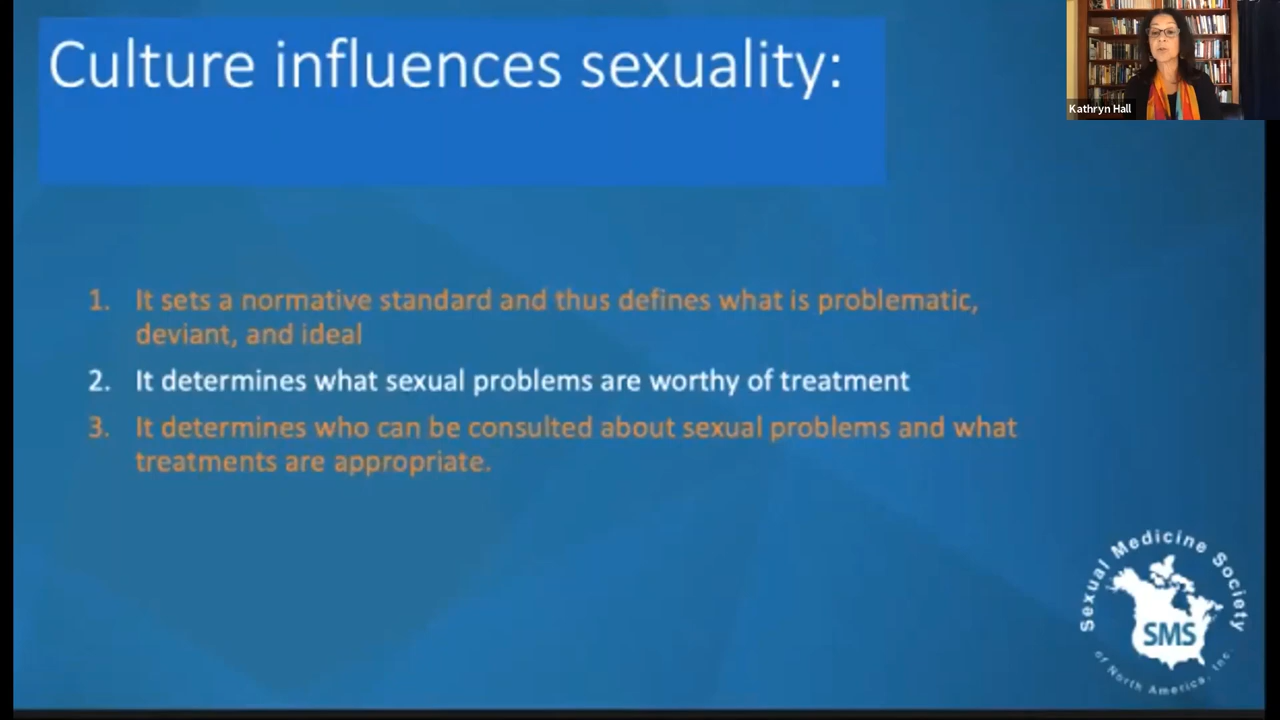 Culture influences sexuality:
Kathryn Hall
1. It sets a normative standard and thus defines what is problematic,
deviant, and ideal
2. It determines what sexual problems are worthy of treatment
3. It determines who can be consulted about sexual problems and what
treatments are appropriate.
Sexual Medicine Society
SMS
of North America, Inc.